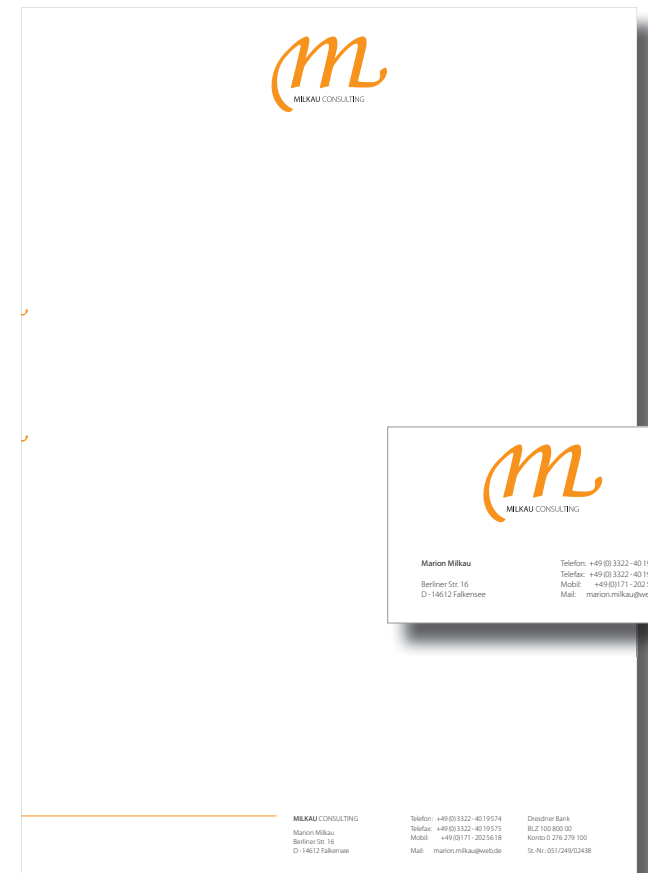 m
MILKAU CONSULTING
m
MILKAU CONSULTING
Marion Milkau
Berliner Str. 16
D - 14612 Falkensee
Telefon: +49 (0) 3322 - 40 19
Telefax: +49 (0) 3322 - 40 19
Mobil: +49 (0)171 - 202 5
Mail: marion.milkau@we
MILKAU CONSULTING
Marion Milkau
Berliner Str. 16
D - 14612 Falkensee
Telefon: +49 (0) 3322 - 40 19 574
Telefax: +49 (0) 3322 - 40 19 575
Mobil: +49 (0)171 - 202 56 18
Mail: marion.milkau@web.de
Dresdner Bank
BLZ 100 800 00
Konto 0 276 279 100
St.-Nr.: 051/249/02438